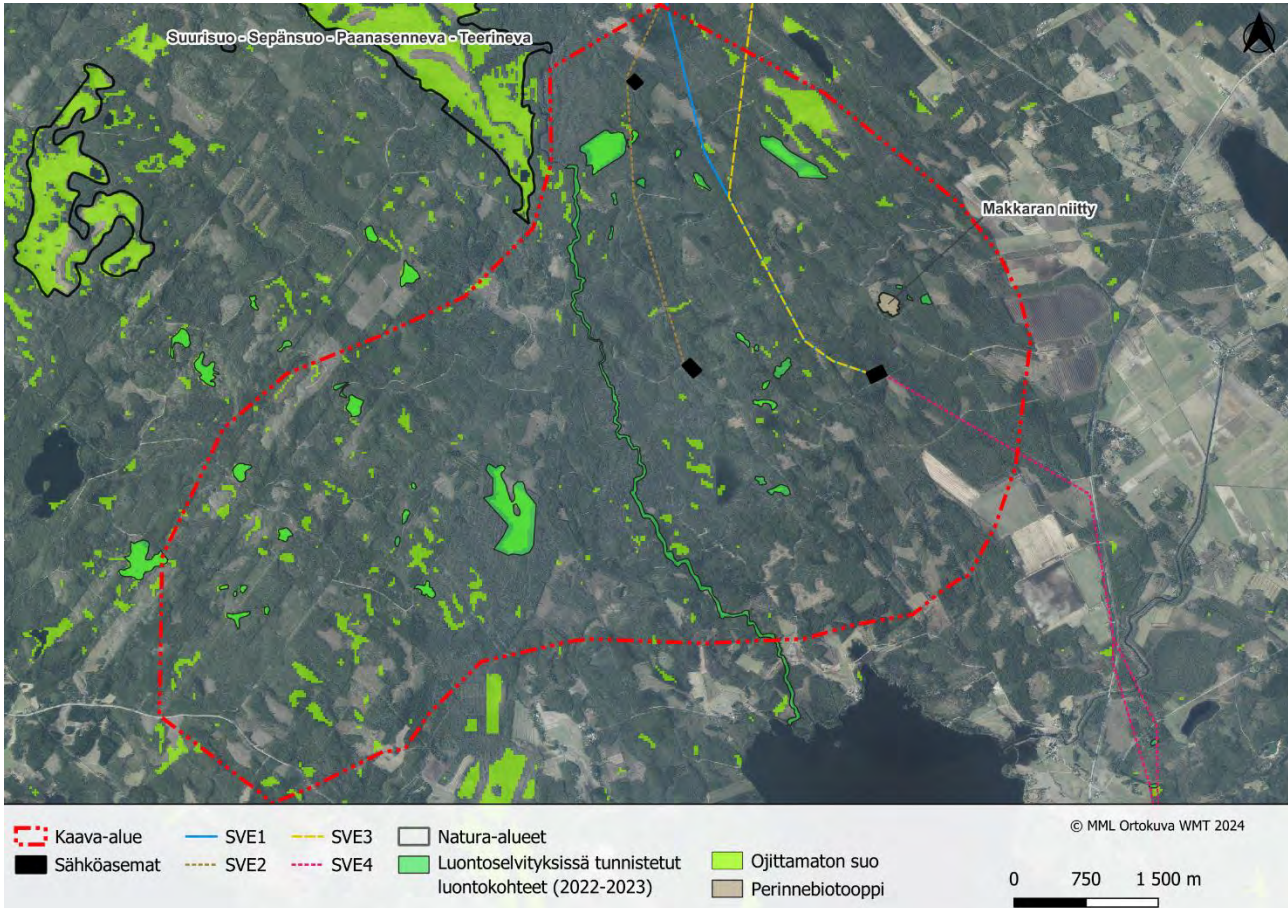 Suurisuo - Sepänsuo - Paanasenneva - Teerineva
Makkaran niitty
Kaava-alue
Sähköasemat
SVE1
SVE2
SVE3
SVE4
Natura-alueet
Luontoselvityksissä tunnistetut
luontokohteet (2022-2023)
Ojittamaton suo
Perinnebiotooppi
© MML Ortokuva WMT 2024
0 750 1 500 m